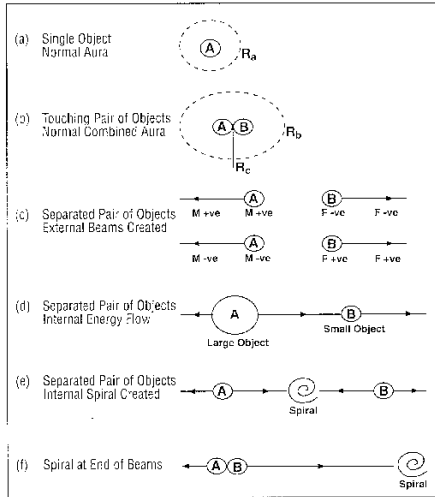 (a) Single Object
Normal Aura
A
Ra
(b) Touching Pair of Objects
Normal Combined Aura
A B
Rb
Rc
(c) Separated Pair of Objects
External Beams Created
A B
M +ve M +ve F -ve F -ve
A B
M -ve M -ve F +ve F +ve
(d) Separated Pair of Objects
Internal Energy Flow
A B
Large Object Small Object
(e) Separated Pair of Objects
Internal Spiral Created
A B
Spiral
(f) Spiral at End of Beams
A B
Spiral